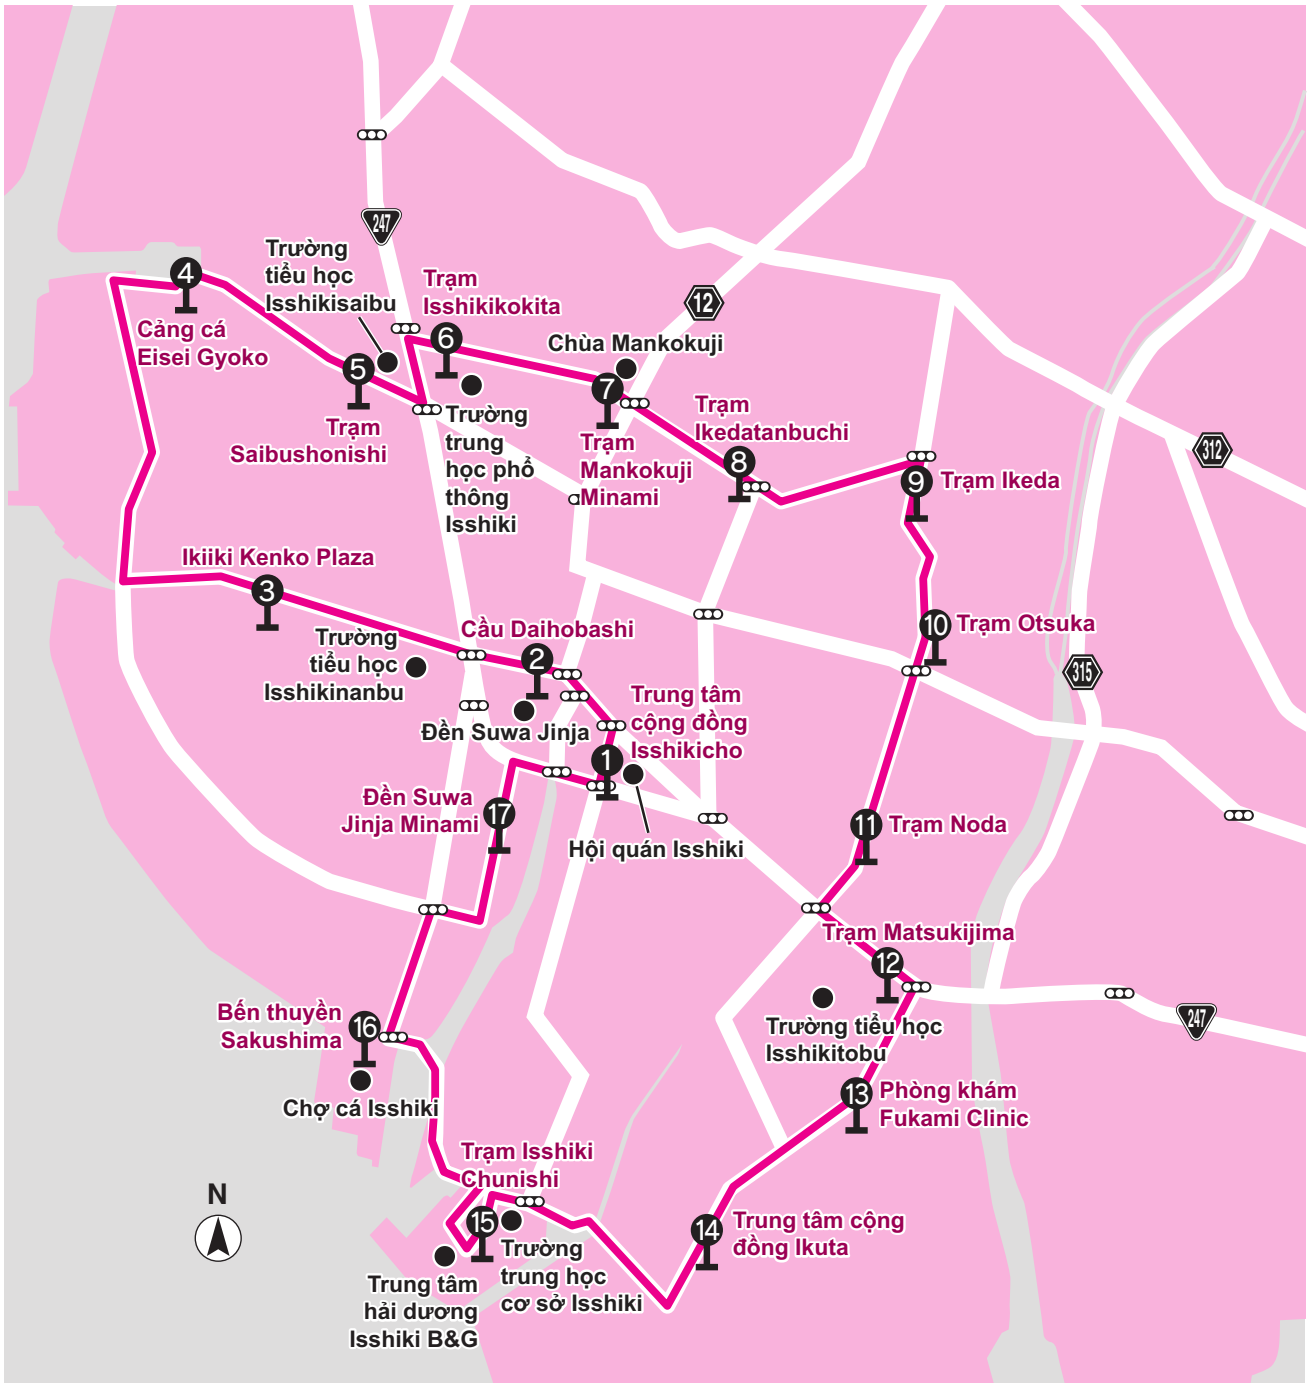 247
Trường
tiểu học
Isshikisaibu
Trạm
Isshikikokita
12
4
Cảng cá
Eisei Gyoko
6
Chùa Mankokuji
5
7
Trạm
Saibushonishi
Trường
trung
học phổ
thông
Isshiki
Trạm
Mankokuji
Minami
Trạm
Ikedatanbuchi
8
312
9
Trạm Ikeda
Ikiiki Kenko Plaza
3
Cầu Daihobashi
2
Trường
tiểu học
Isshikinanbu
Đền Suwa Jinja
10
Trạm Otsuka
315
Trung tâm
cộng đồng
Isshikicho
1
Đền Suwa
Jinja Minami
17
Hội quán Isshiki
11
Trạm Noda
Trạm Matsukijima
12
Trường tiểu học
Isshikitobu
247
Bến thuyền
Sakushima
16
Chợ cá Isshiki
13
Phòng khám
Fukami Clinic
Trạm Isshiki
Chunishi
N
15
Trường
trung học
cơ sở Isshiki
14
Trung tâm cộng
đồng Ikuta
Trung tâm
hải dương
Isshiki B&G